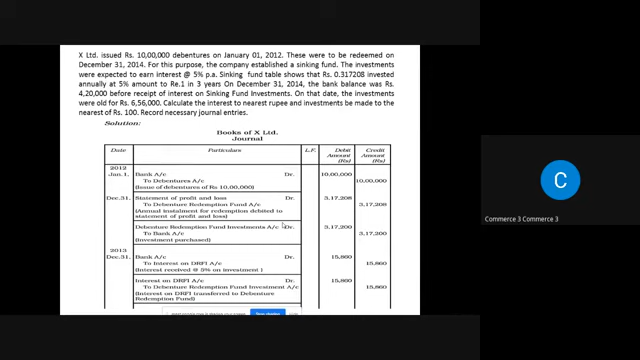 X Ltd. issued Rs. 10,00,000 debentures on January 01, 2012. These were to be redeemed on
December 31, 2014. For this purpose, the company established a sinking fund. The investments
were expected to earn interest @ 5% p.a. Sinking fund table shows that Rs. 0.317208 invested
annually at 5% amount to Re.1 in 3 years On December 31, 2014, the bank balance was Rs.
4,20,000 before receipt of interest on Sinking Fund Investments. On that date, the investments
were old for Rs. 6,56,000. Calculate the interest to nearest rupee and investments be made to the
nearest of Rs. 100. Record necessary journal entries.
Solution:
Books of X Ltd.
Journal
Date Particulars L.F. Debit Amount (Rs) Credit Amount (Rs)
2012
Jan.1 Bank A/c Dr. 10,00,000
To Debentures A/c 10,00,000
(Issue of debentures of Rs 10,00,000)
Dec.31 Statement of profit and loss Dr. 3,17,208
To Debenture Redemption Fund A/c 3,17,208
(Annual instalment for redemption debited to
statement of profit and loss)
Debenture Redemption Fund Investments A/c Dr. 3,17,200
To Bank A/c 3,17,200
(Investment purchased)
2013
Dec.31 Bank A/c Dr. 15,860
To Interest on DRFI A/c 15,860
(Interest received @ 5% on investment)
Interest on DRFI A/c Dr. 15,860
To Debenture Redemption Fund Investment A/c 15,860
(Interest on DRFI transferred to Debenture
Redemption Fund)
C
Commerce 3 Commerce 3